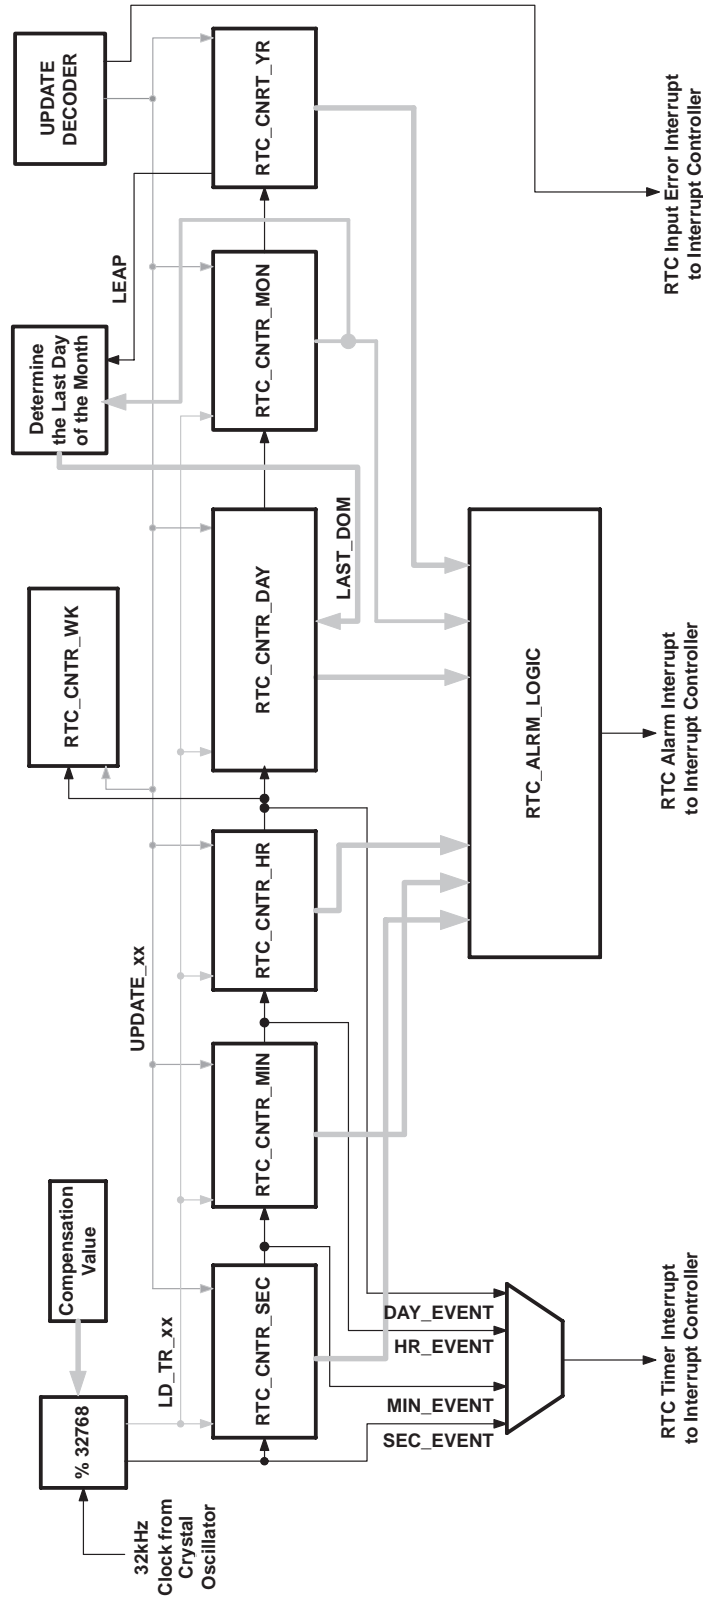 32kHz
Clock from
Crystal
Oscillator
% 32768
Compensation
Value
LD_TR_xx
UPDATE_xx
RTC_CNTR_WK
Determine
the Last Day
of the Month
LEAP
UPDATE
DECODER
RTC_CNTR_SEC
RTC_CNTR_MIN
RTC_CNTR_HR
RTC_CNTR_DAY
RTC_CNTR_MON
RTC_CNRT_YR
LAST_DOM
SEC_EVENT
MIN_EVENT
HR_EVENT
DAY_EVENT
RTC_ALRM_LOGIC
RTC Timer Interrupt
to Interrupt Controller
RTC Alarm Interrupt
to Interrupt Controller
RTC Input Error Interrupt
to Interrupt Controller